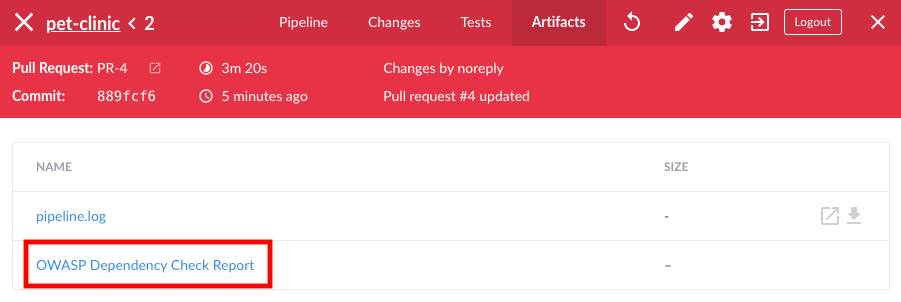 pet-clinic < 2 Pipeline Changes Tests Artifacts Logout
Pull Request: PR-4 3m 20s Changes by noreply
Commit: 889fcf6 5 minutes ago Pull request #4 updated
NAME SIZE
pipeline.log -
OWASP Dependency Check Report –